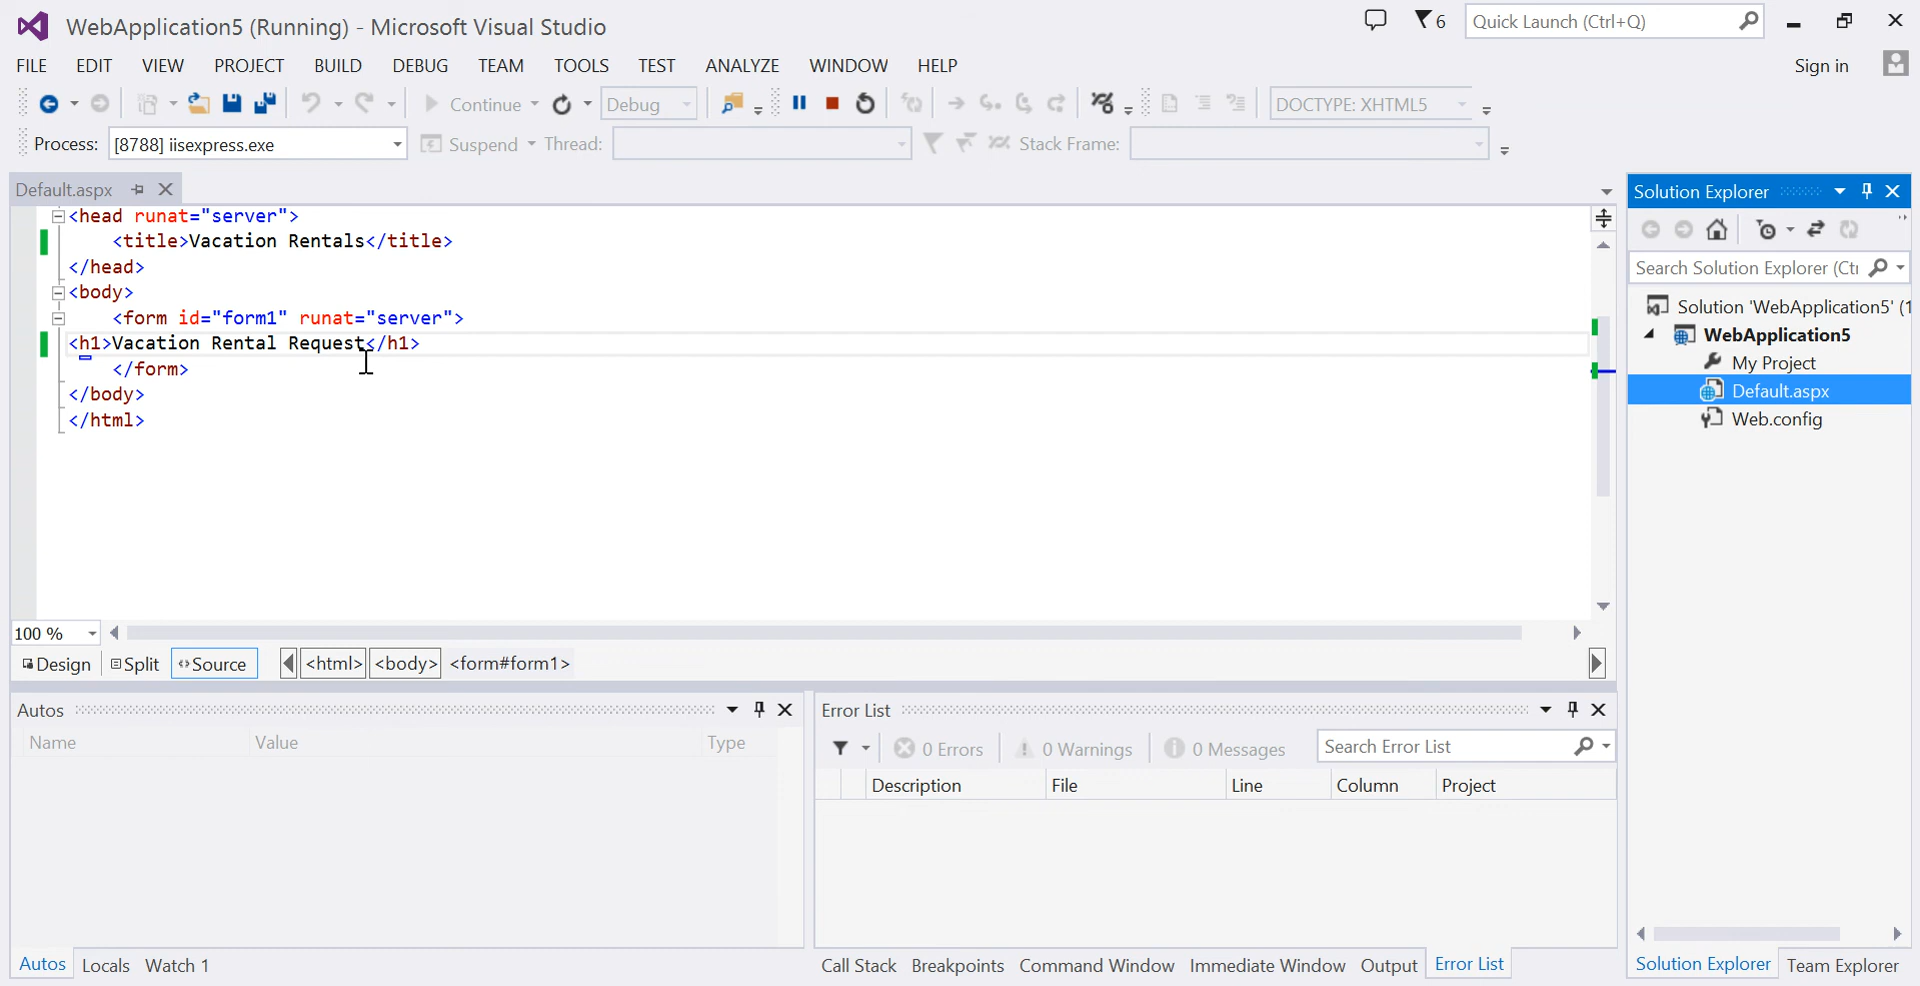 WebApplication5 (Running) - Microsoft Visual Studio
6
Quick Launch (Ctrl+Q)
FILE EDIT VIEW PROJECT BUILD DEBUG TEAM TOOLS TEST ANALYZE WINDOW HELP
Sign in
Continue
Debug
DOCTYPE: XHTML5
Process: [8788] iisexpress.exe
Suspend
Thread:
Stack Frame:
Default.aspx
<head runat="server">
<title>Vacation Rentals</title>
</head>
<body>
<form id="form1" runat="server">
<h1>Vacation Rental Request</h1>
</form>
</body>
</html>
100 %
Design Split Source <html> <body> <form#form1>
Autos
Name Value Type
Autos Locals Watch 1
Error List
0 Errors 0 Warnings 0 Messages Search Error List
Description File Line Column Project
Call Stack Breakpoints Command Window Immediate Window Output Error List
Solution Explorer
Search Solution Explorer (Ctr
Solution 'WebApplication5' (1
WebApplication5
My Project
Default.aspx
Web.config
Solution Explorer Team Explorer